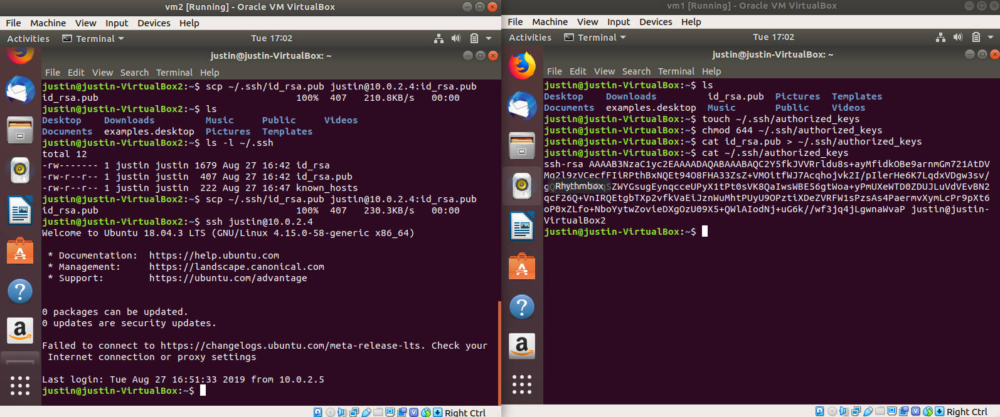 vm2 [Running] - Oracle VM VirtualBox
File Machine View Input Devices Help
Activities Terminal Tue 17:02
justin@justin-VirtualBox: ~
File Edit View Search Terminal Help
justin@justin-VirtualBox2:~$ scp ~/.ssh/id_rsa.pub justin@10.0.2.4:id_rsa.pub
id_rsa.pub 100% 407 210.8KB/s 00:00
justin@justin-VirtualBox2:~$ ls
Desktop Downloads Music Public Videos
Documents examples.desktop Pictures Templates
justin@justin-VirtualBox2:~$ ls -l ~/.ssh
total 12
-rw------- 1 justin justin 1679 Aug 27 16:42 id_rsa
-rw-r--r-- 1 justin justin 407 Aug 27 16:42 id_rsa.pub
-rw-r--r-- 1 justin justin 222 Aug 27 16:47 known_hosts
justin@justin-VirtualBox2:~$ scp ~/.ssh/id_rsa.pub justin@10.0.2.4:id_rsa.pub
id_rsa.pub 100% 407 230.3KB/s 00:00
justin@justin-VirtualBox2:~$ ssh justin@10.0.2.4
Welcome to Ubuntu 18.04.3 LTS (GNU/Linux 4.15.0-58-generic x86_64)
* Documentation: https://help.ubuntu.com
* Management: https://landscape.canonical.com
* Support: https://ubuntu.com/advantage
0 packages can be updated.
0 updates are security updates.
Failed to connect to https://changelogs.ubuntu.com/meta-release-lts. Check your
Internet connection or proxy settings
Last login: Tue Aug 27 16:51:33 2019 from 10.0.2.5
justin@justin-VirtualBox:~$
Right Ctrl
vm1 [Running] - Oracle VM VirtualBox
File Machine View Input Devices Help
Activities Terminal Tue 17:02
justin@justin-VirtualBox: ~
File Edit View Search Terminal Help
justin@justin-VirtualBox:~$ ls
Desktop Downloads id_rsa.pub Pictures Templates
Documents examples.desktop Music Public Videos
justin@justin-VirtualBox:~$ touch ~/.ssh/authorized_keys
justin@justin-VirtualBox:~$ chmod 644 ~/.ssh/authorized_keys
justin@justin-VirtualBox:~$ cat id_rsa.pub > ~/.ssh/authorized_keys
justin@justin-VirtualBox:~$ cat ~/.ssh/authorized_keys
ssh-rsa AAAAB3NzaC1yc2EAAAADAQABAAABAQC2Y5fkJVVRrldu8s+ayMfidkOBe9arnmGm721AtDV
Mq2l9zVCecfFIiRPthBxNQEt94O8FHA33ZsZ+VMOitfWJ7Acqhojvk2I/pIlerHe6K7LqdxVDgw3sv/
Rhythmbox
ZWYGsugEynqcceUPyX1tPt0sVK8QaIwsWBE56gtWoa+yPmUXeWTD0ZDUJLuVdVEvBN2
qcF26Q+VnIRQEtgbTXp2vfkVaEiJznWuMhtPUyU9OPztiXDeZVRFW1sPzsAs4PaermvXymLcPr9pXt6
oP0xZLfo+NboYytwZovieDXgOzU09X5+QWlAIodNj+uG6k//wf3jq4jLgwnaWvaP justin@justin-
VirtualBox2
justin@justin-VirtualBox:~$
Right Ctrl